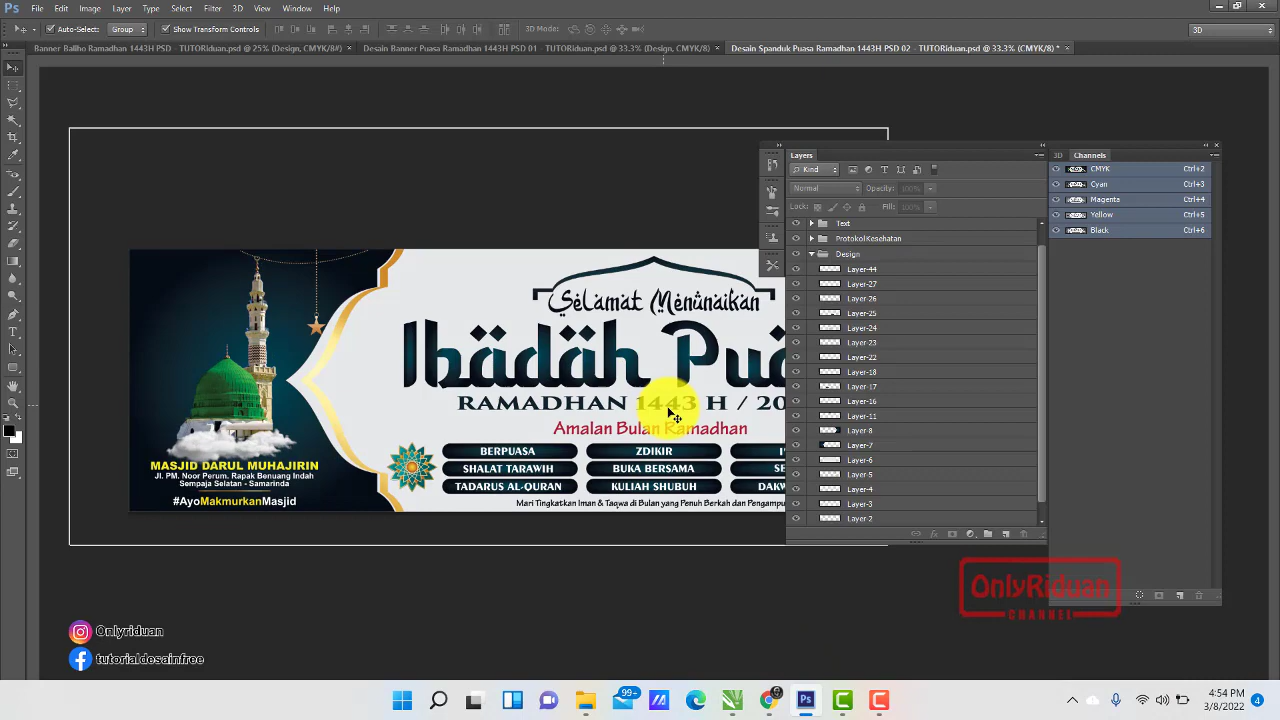 Ps File Edit Image Layer Type Select Filter 3D View Window Help
Auto-Select: Group Show Transform Controls 3D Mode: 3D
Banner Baliho Ramadhan 1443H PSD - TUTORiduan.psd @ 25% (Design, CMYK/8#) × Desain Banner Puasa Ramadhan 1443H PSD 01 - TUTORiduan.psd @ 33.3% (Design, CMYK/8) × Desain Spanduk Puasa Ramadhan 1443H PSD 02 - TUTORiduan.psd @ 33.3% (CMYK/8) * ×
Layers
Kind
Normal Opacity: 100%
Lock: Fill: 100%
Text
ProtokolKesehatan
Design
Layer-44
Layer-27
Layer-26
Layer-25
Layer-24
Layer-23
Layer-22
Layer-18
Layer-17
Layer-16
Layer-11
Layer-8
Layer-7
Layer-6
Layer-5
Layer-4
Layer-3
Layer-2
3D Channels
CMYK Ctrl+2
Cyan Ctrl+3
Magenta Ctrl+4
Yellow Ctrl+5
Black Ctrl+6
Selamat Menunaikan
Ibadah Pua
RAMADHAN 1443 H / 20
Amalan Bulan Ramadhan
BERPUASA ZDIKIR
SHALAT TARAWIH BUKA BERSAMA SE
TADARUS AL-QURAN KULIAH SHUBUH DAKW
Mari Tingkatkan Iman & Taqwa di Bulan yang Penuh Berkah dan Pengampu
MASJID DARUL MUHAJIRIN
Jl. PM. Noor Perum. Rapak Benuang Indah
Sempaja Selatan - Samarinda
#AyoMakmurkanMasjid
OnlyRiduan
CHANNEL
Onlyriduan
tutorialdesainfree
99+
Ps
4:54 PM
3/8/2022
4